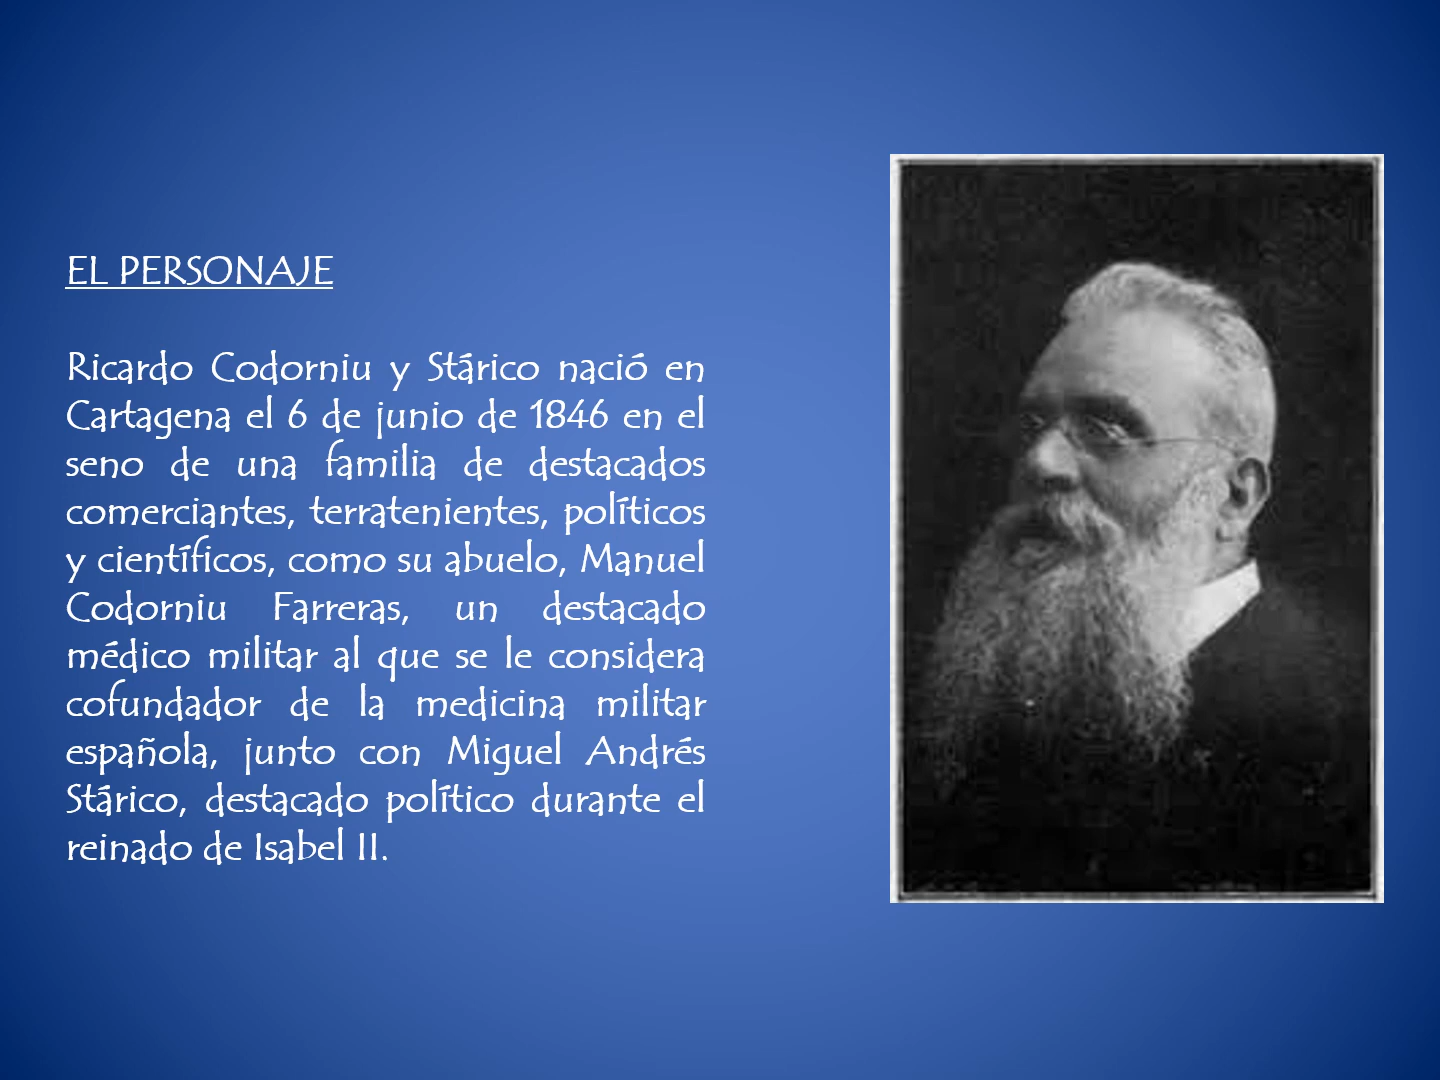 EL PERSONAJE
Ricardo Codorniu y Stárico nació en
Cartagena el 6 de junio de 1846 en el
seno de una familia de destacados
comerciantes, terratenientes, políticos
y científicos, como su abuelo, Manuel
Codorniu Farreras, un destacado
médico militar al que se le considera
cofundador de la medicina militar
española, junto con Miguel Andrés
Stárico, destacado político durante el
reinado de Isabel II.